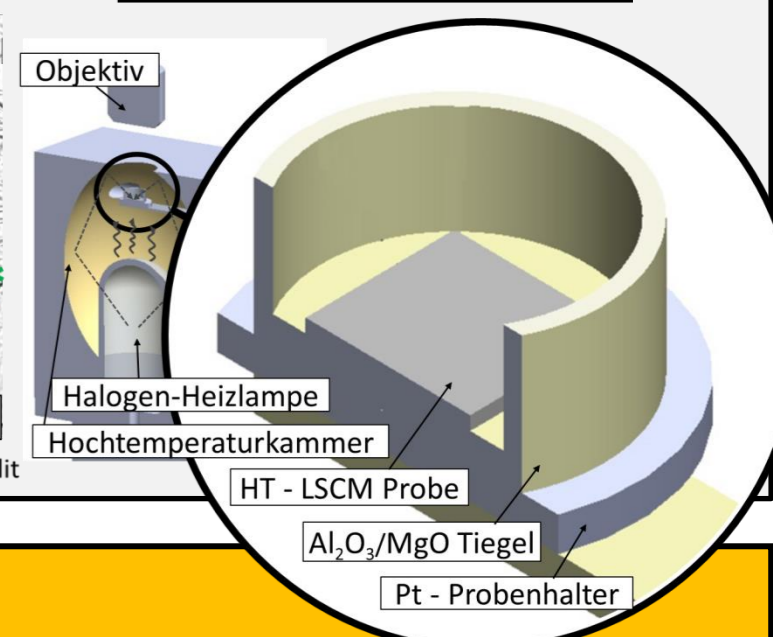 Objektiv
Halogen-Heizlampe
Hochtemperaturkammer
HT - LSCM Probe
Al₂O₃/MgO Tiegel
Pt - Probenhalter